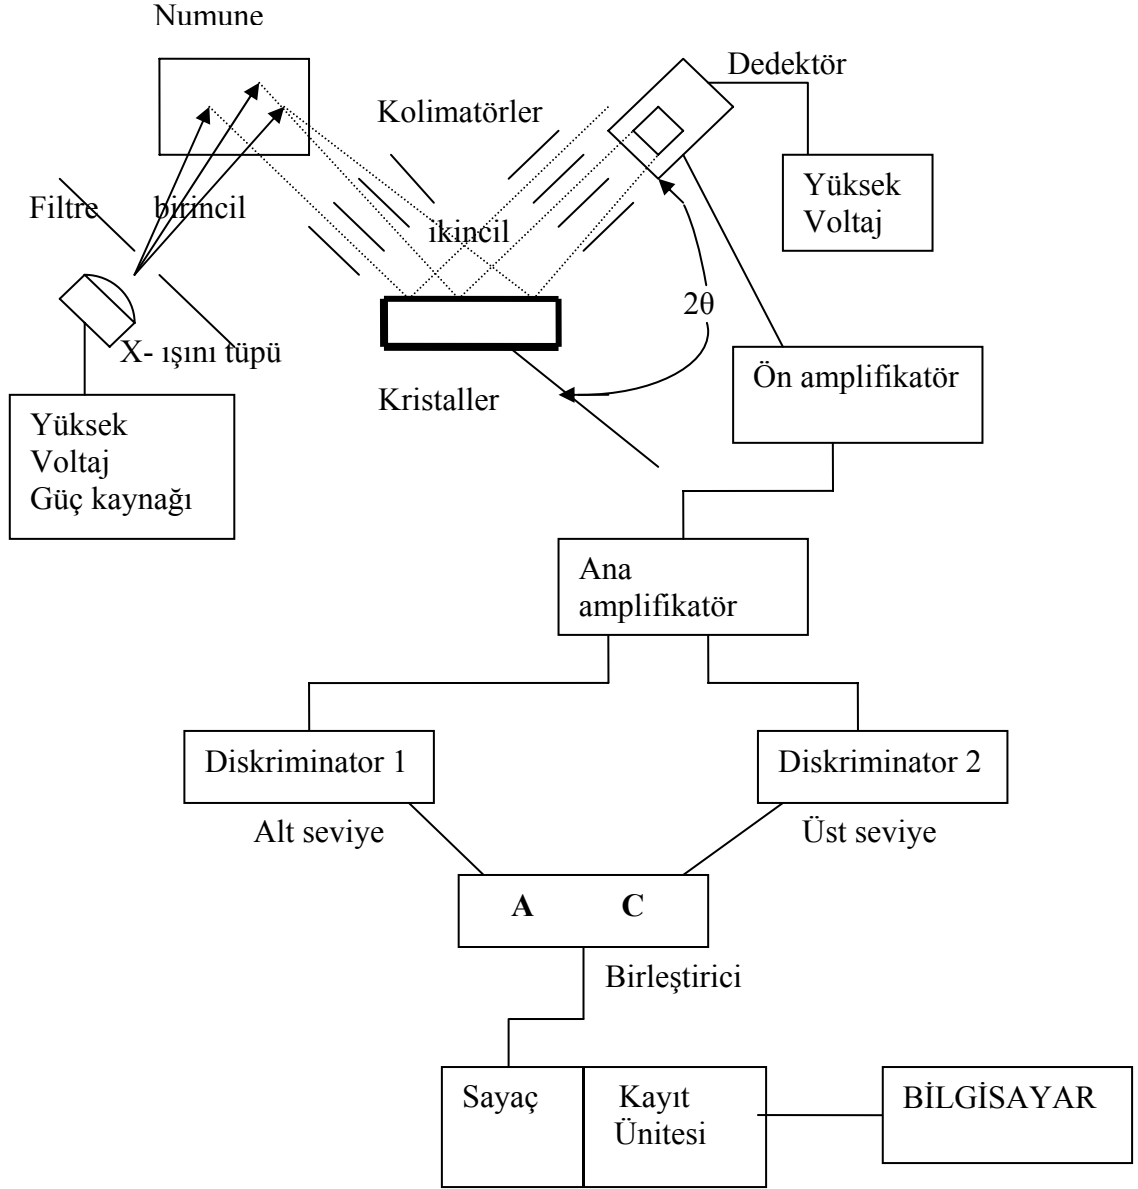 Numune
Dedektör
Kolimatörler
Yüksek
Voltaj
Filtre
birincil
ikincil
2θ
X- ışını tüpü
Ön amplifikatör
Kristaller
Yüksek
Voltaj
Güç kaynağı
Ana
amplifikatör
Diskriminator 1
Diskriminator 2
Alt seviye
Üst seviye
A C
Birleştirici
Sayaç
Kayıt
Ünitesi
BİLGİSAYAR